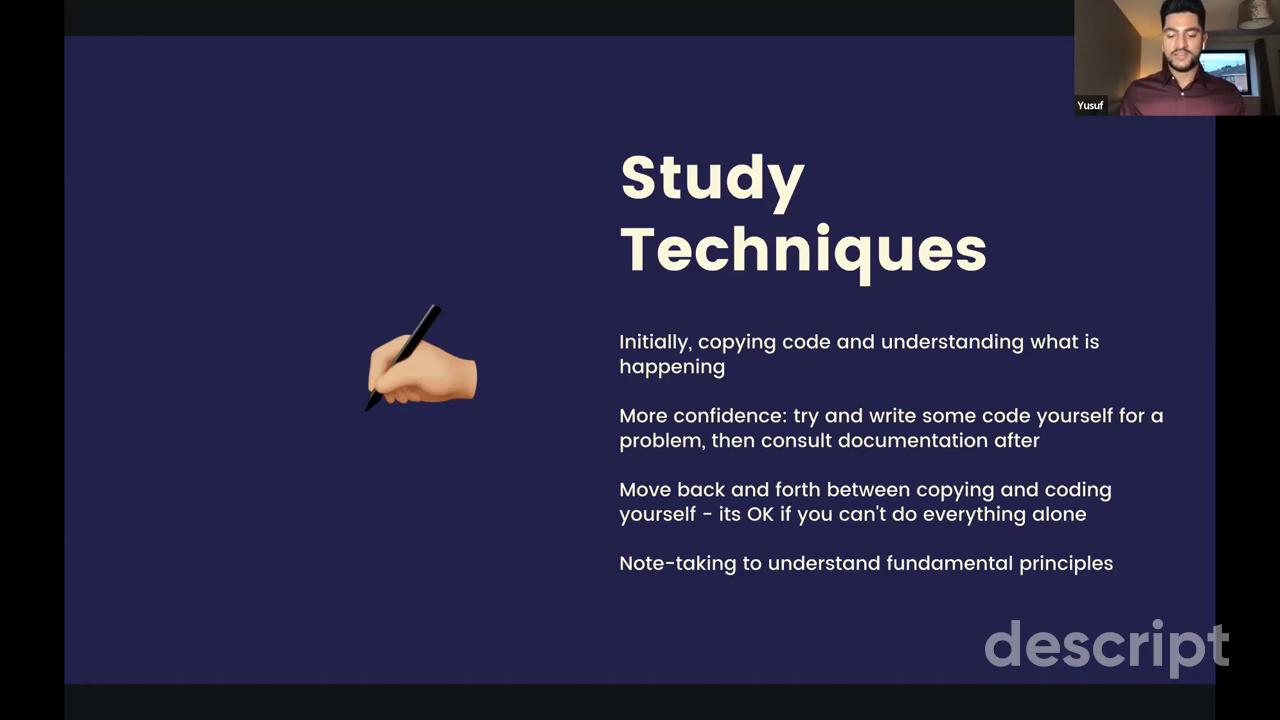 Yusuf
Study
Techniques
Initially, copying code and understanding what is
happening
More confidence: try and write some code yourself for a
problem, then consult documentation after
Move back and forth between copying and coding
yourself - its OK if you can't do everything alone
Note-taking to understand fundamental principles
descript